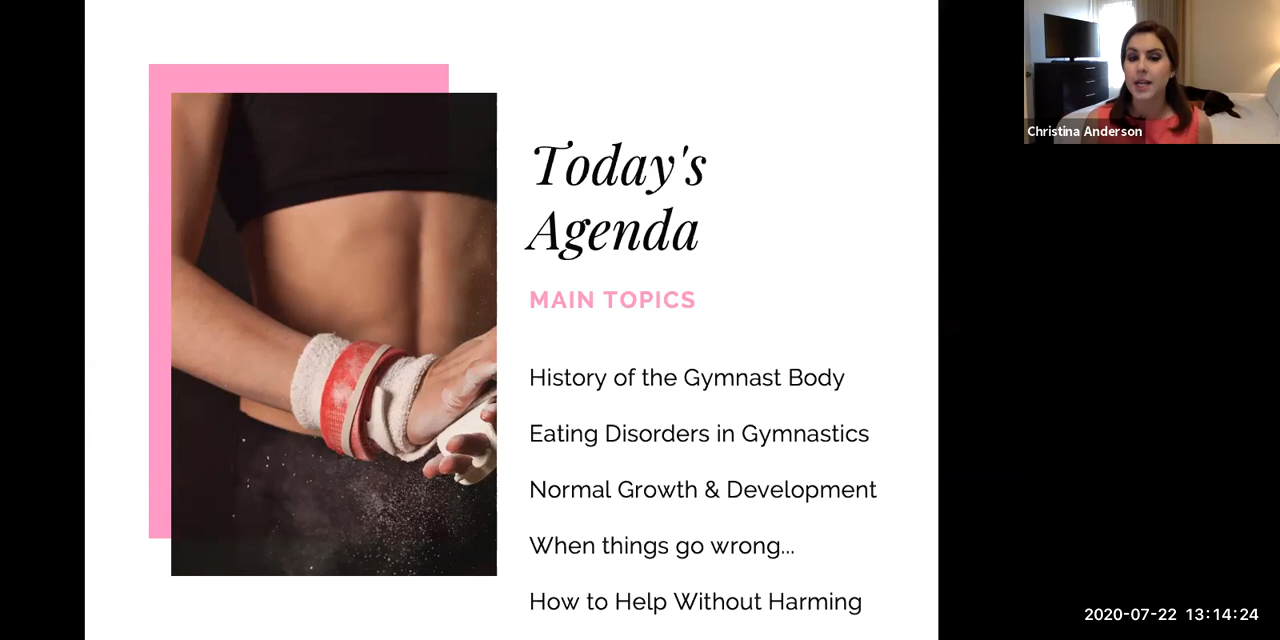 Today's
Agenda
MAIN TOPICS
History of the Gymnast Body
Eating Disorders in Gymnastics
Normal Growth & Development
When things go wrong...
How to Help Without Harming
Christina Anderson
2020-07-22 13:14:24